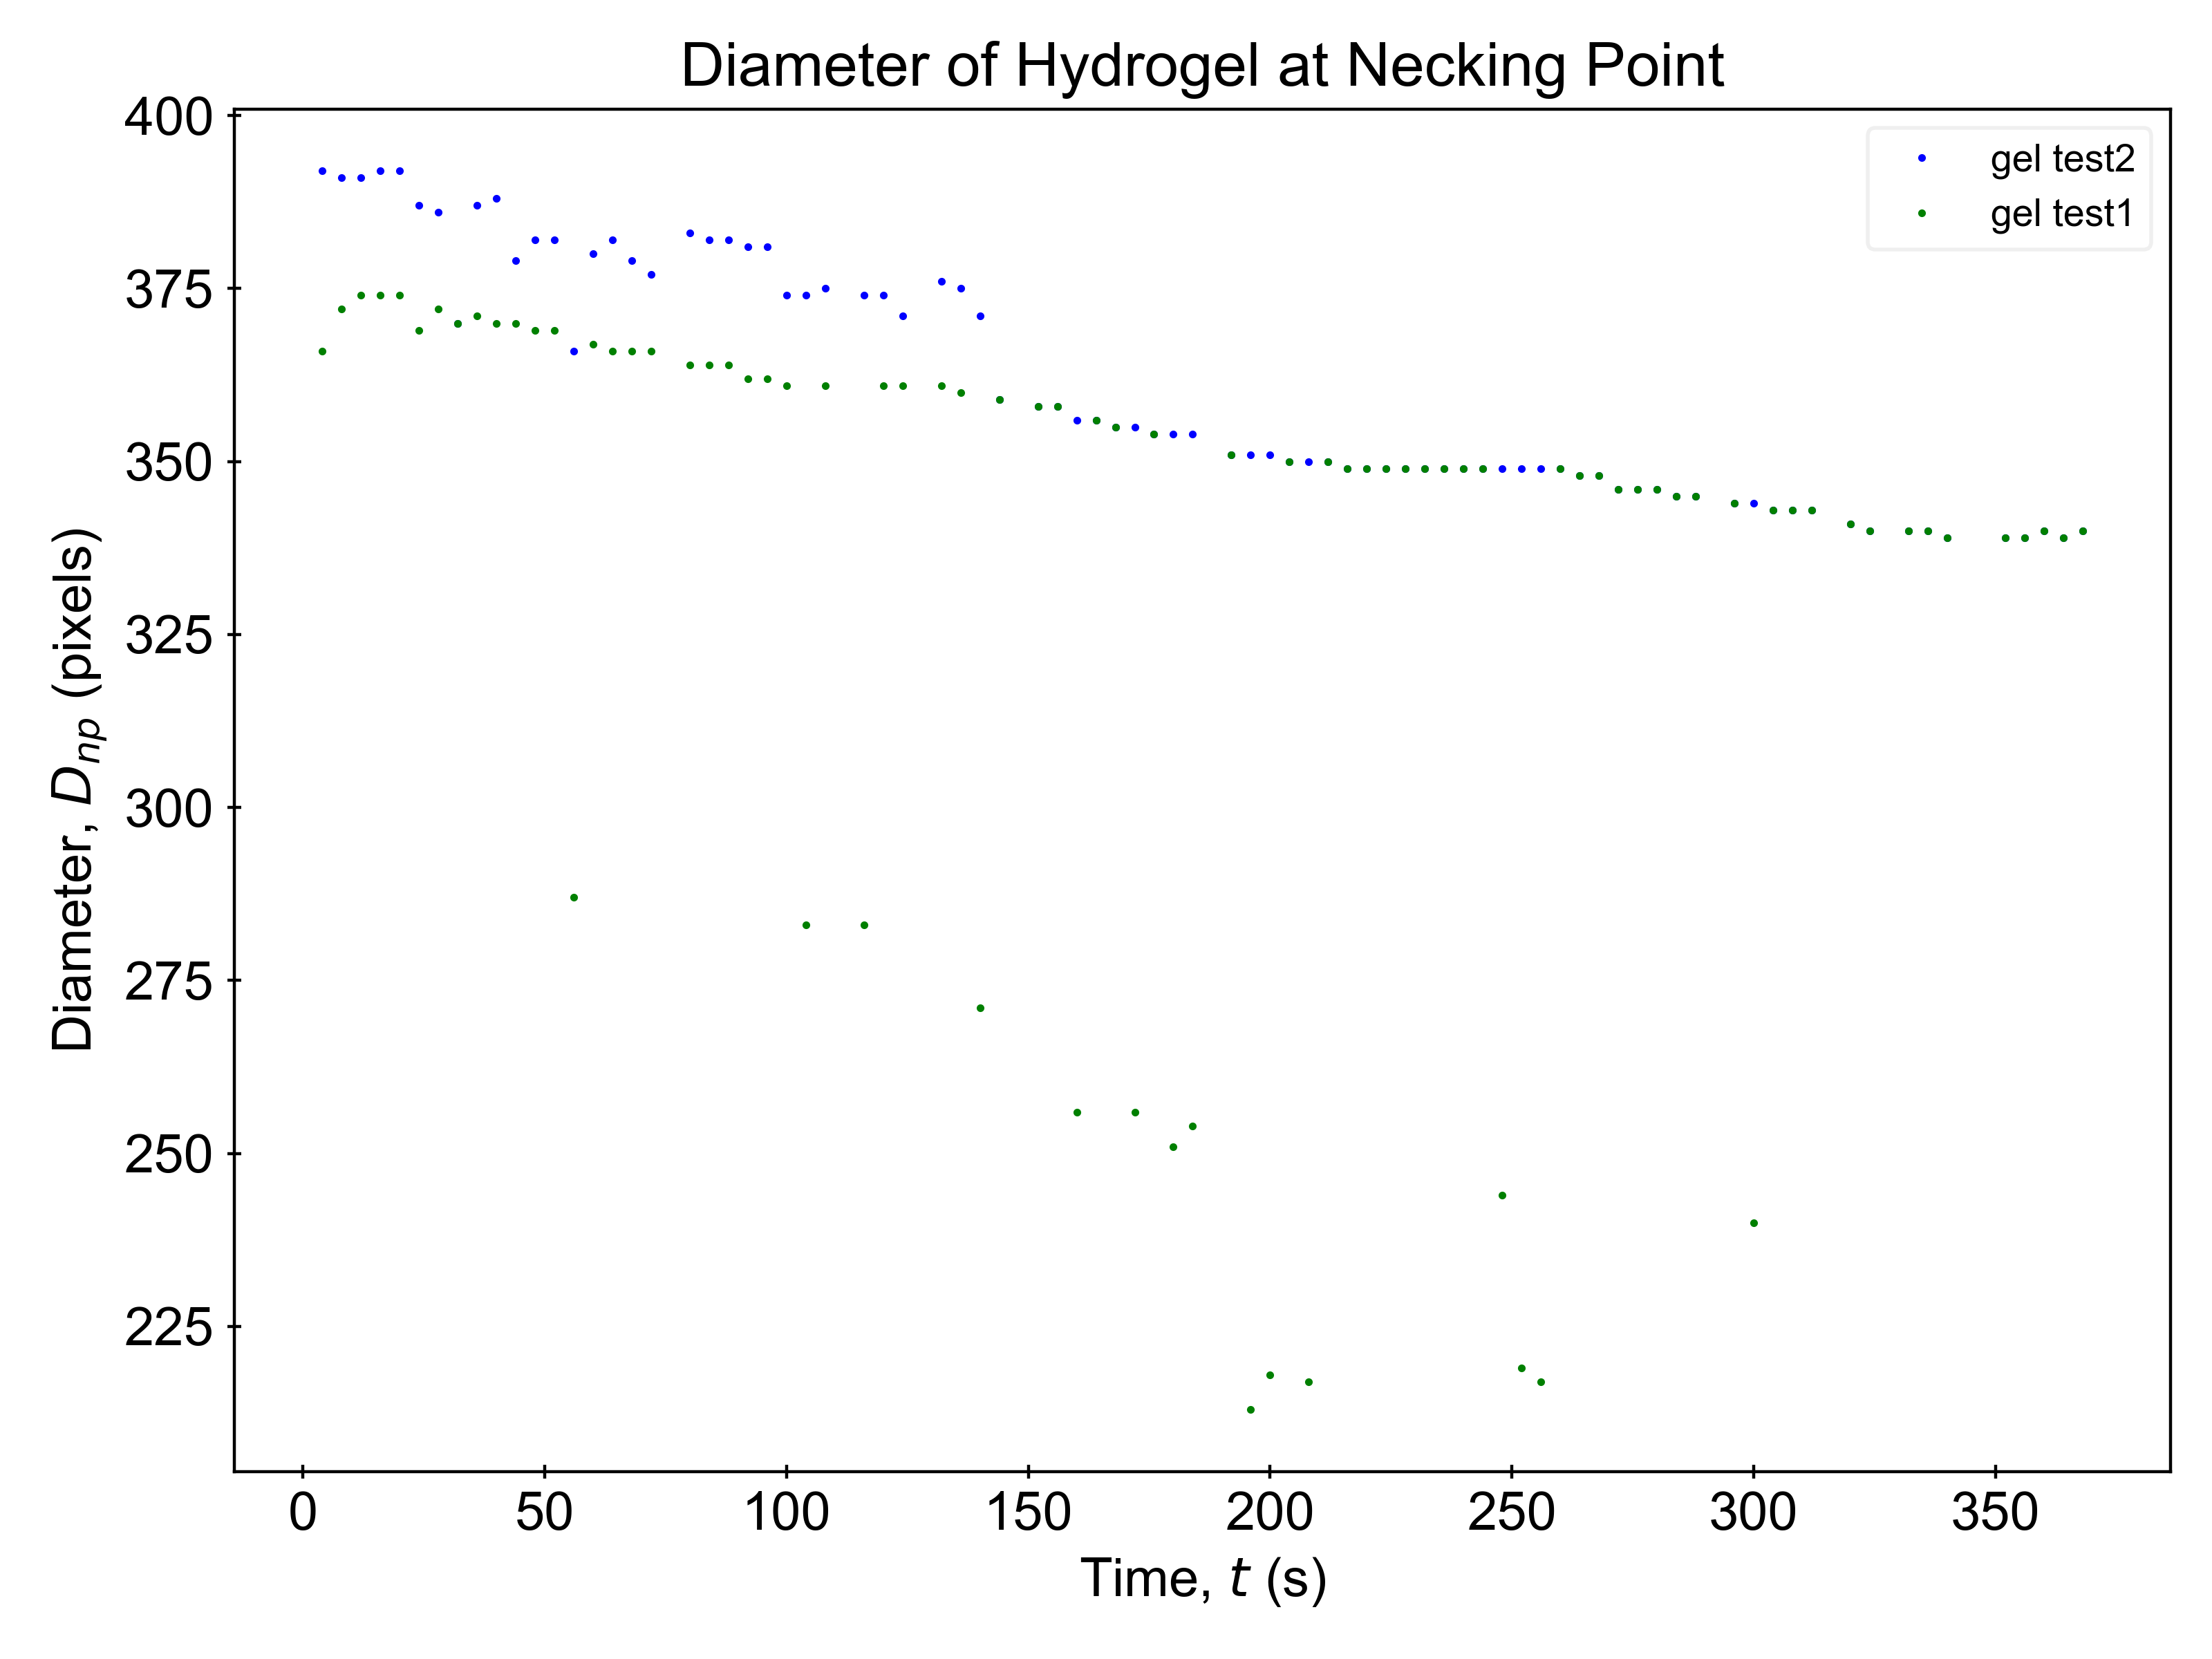 Diameter of Hydrogel at Necking Point
400
375
350
325
300
275
250
225
Diameter, Dnp (pixels)
gel test2
gel test1
0 50 100 150 200 250 300 350
Time, t (s)